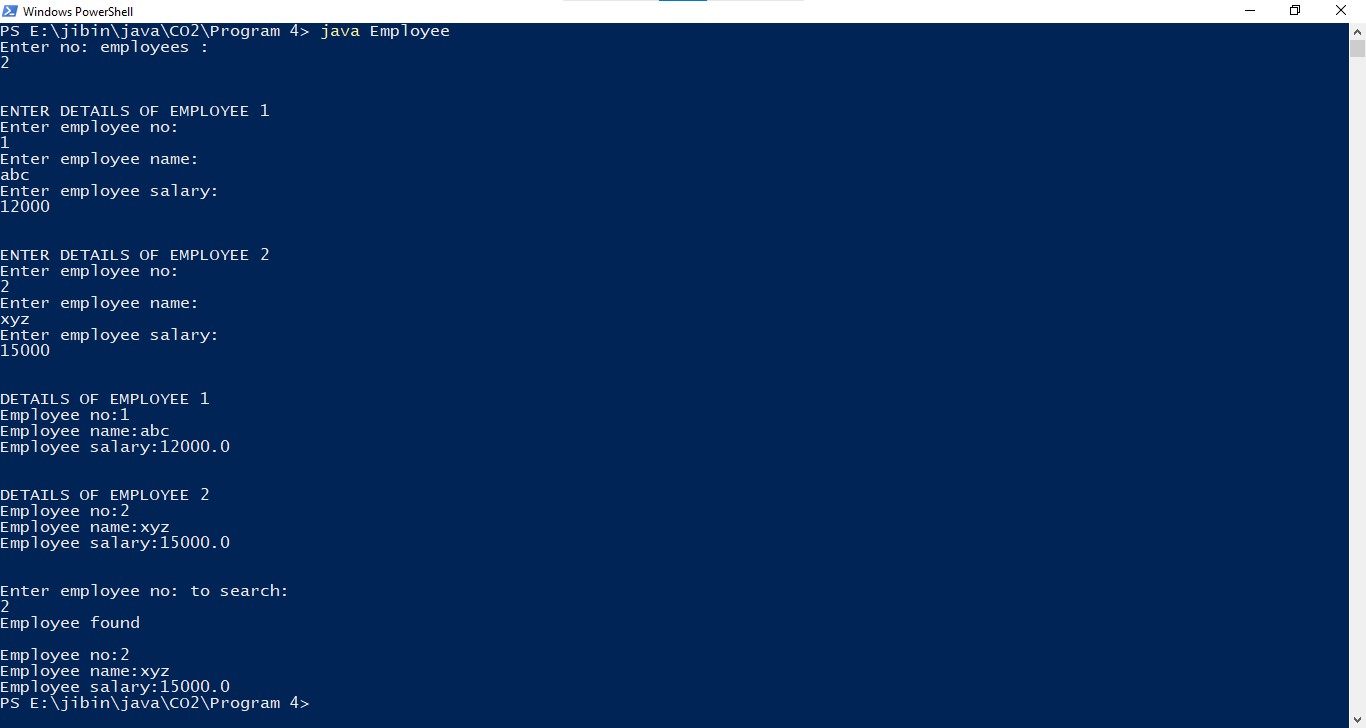 Windows PowerShell
PS E:\jibin\java\CO2\Program 4> java Employee
Enter no: employees :
2
ENTER DETAILS OF EMPLOYEE 1
Enter employee no:
1
Enter employee name:
abc
Enter employee salary:
12000
ENTER DETAILS OF EMPLOYEE 2
Enter employee no:
2
Enter employee name:
xyz
Enter employee salary:
15000
DETAILS OF EMPLOYEE 1
Employee no:1
Employee name:abc
Employee salary:12000.0
DETAILS OF EMPLOYEE 2
Employee no:2
Employee name:xyz
Employee salary:15000.0
Enter employee no: to search:
2
Employee found
Employee no:2
Employee name:xyz
Employee salary:15000.0
PS E:\jibin\java\CO2\Program 4>